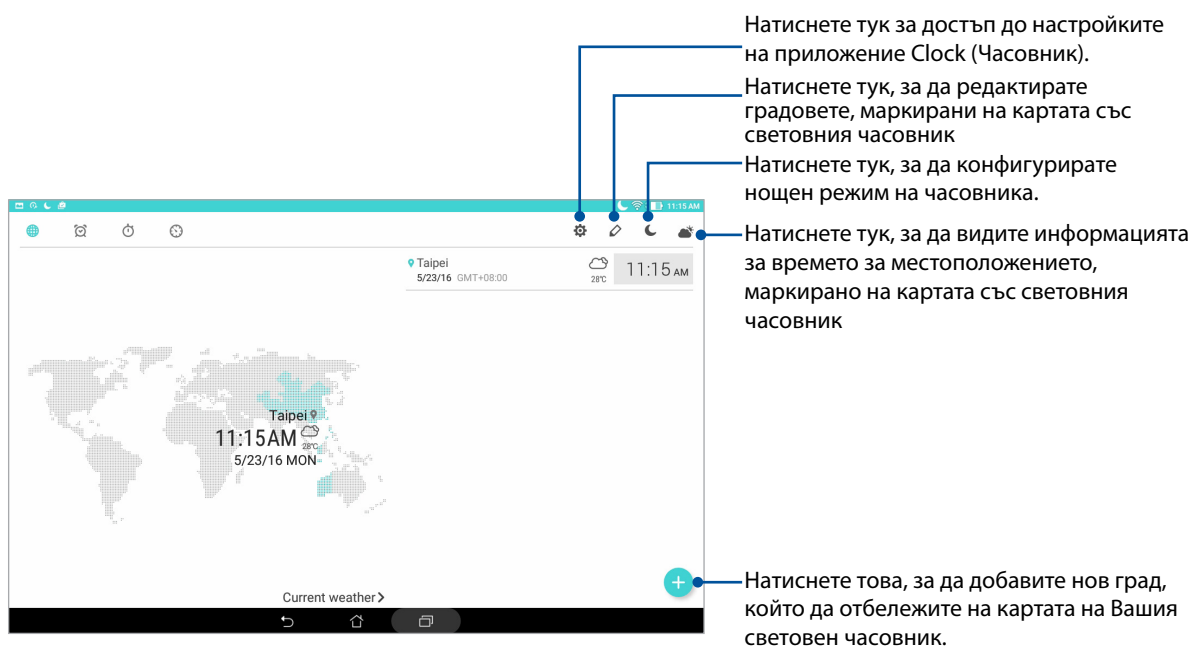 Натиснете тук за достъп до настройките
на приложение Clock (Часовник).
Натиснете тук, за да редактирате
градовете, маркирани на картата със
световния часовник
Натиснете тук, за да конфигурирате
нощен режим на часовника.
11:15 AM
Натиснете тук, за да видите информацията
за времето за местоположението,
маркирано на картата със световния
часовник
Taipei
5/23/16 GMT+08:00
28°C
11:15 AM
Taipei
11:15AM
28°C
5/23/16 MON
Натиснете това, за да добавите нов град,
който да отбележите на картата на Вашия
световен часовник.
Current weather